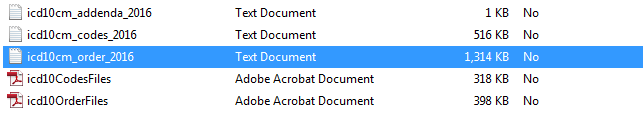 icd10cm_addenda_2016 Text Document 1 KB No
icd10cm_codes_2016 Text Document 516 KB No
icd10cm_order_2016 Text Document 1,314 KB No
icd10CodesFiles Adobe Acrobat Document 318 KB No
icd10OrderFiles Adobe Acrobat Document 398 KB No